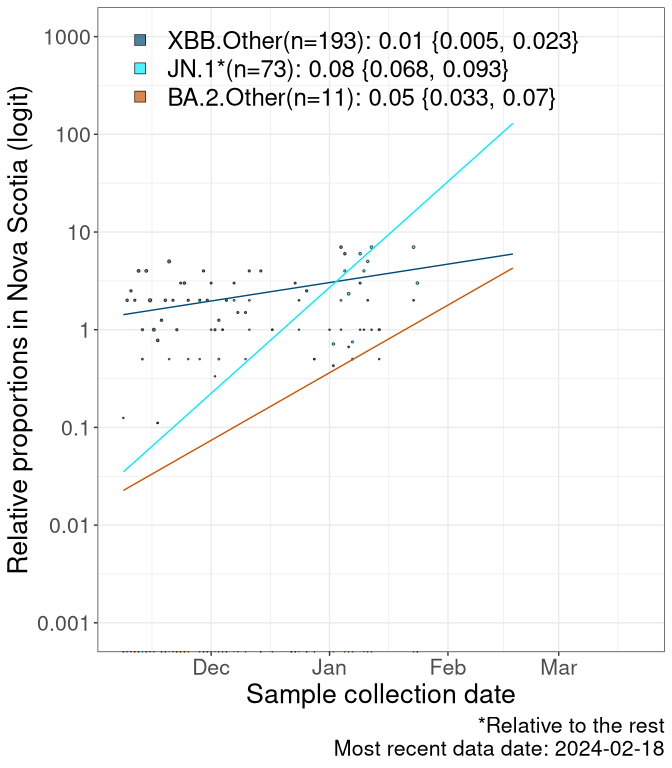 XBB.Other(n=193): 0.01 {0.005, 0.023}
JN.1*(n=73): 0.08 {0.068, 0.093}
BA.2.Other(n=11): 0.05 {0.033, 0.07}
Relative proportions in Nova Scotia (logit)
1000
100
10
1
0.1
0.01
0.001
Dec Jan Feb Mar
Sample collection date
*Relative to the rest
Most recent data date: 2024-02-18